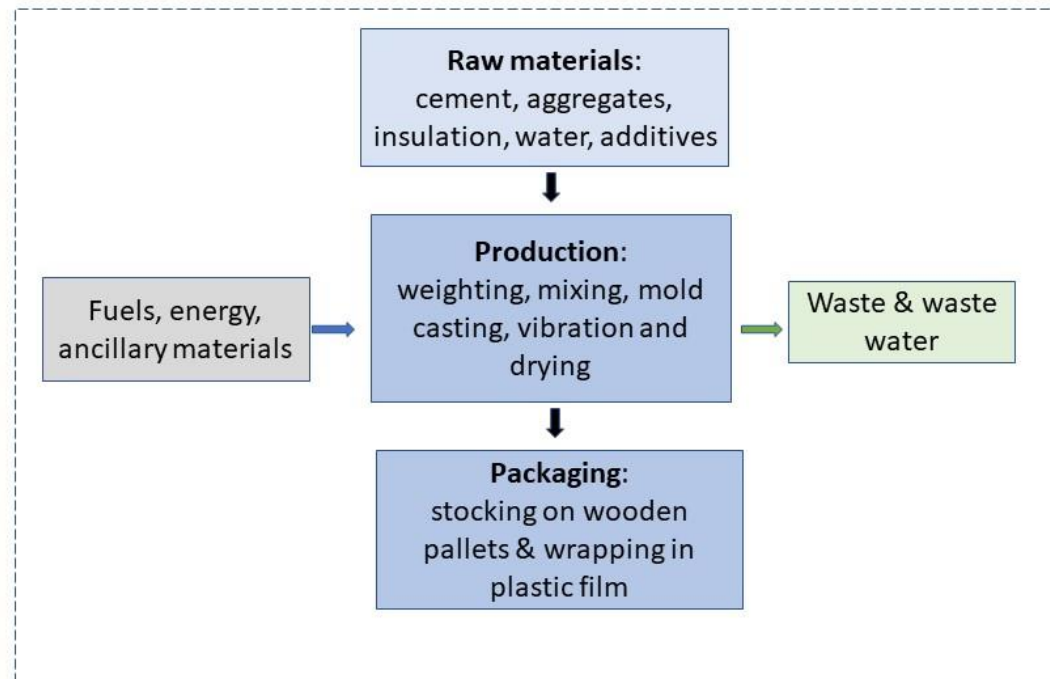 Raw materials:
cement, aggregates,
insulation, water, additives
Production:
weighting, mixing, mold
casting, vibration and
drying
Fuels, energy,
ancillary materials
Waste & waste
water
Packaging:
stocking on wooden
pallets & wrapping in
plastic film